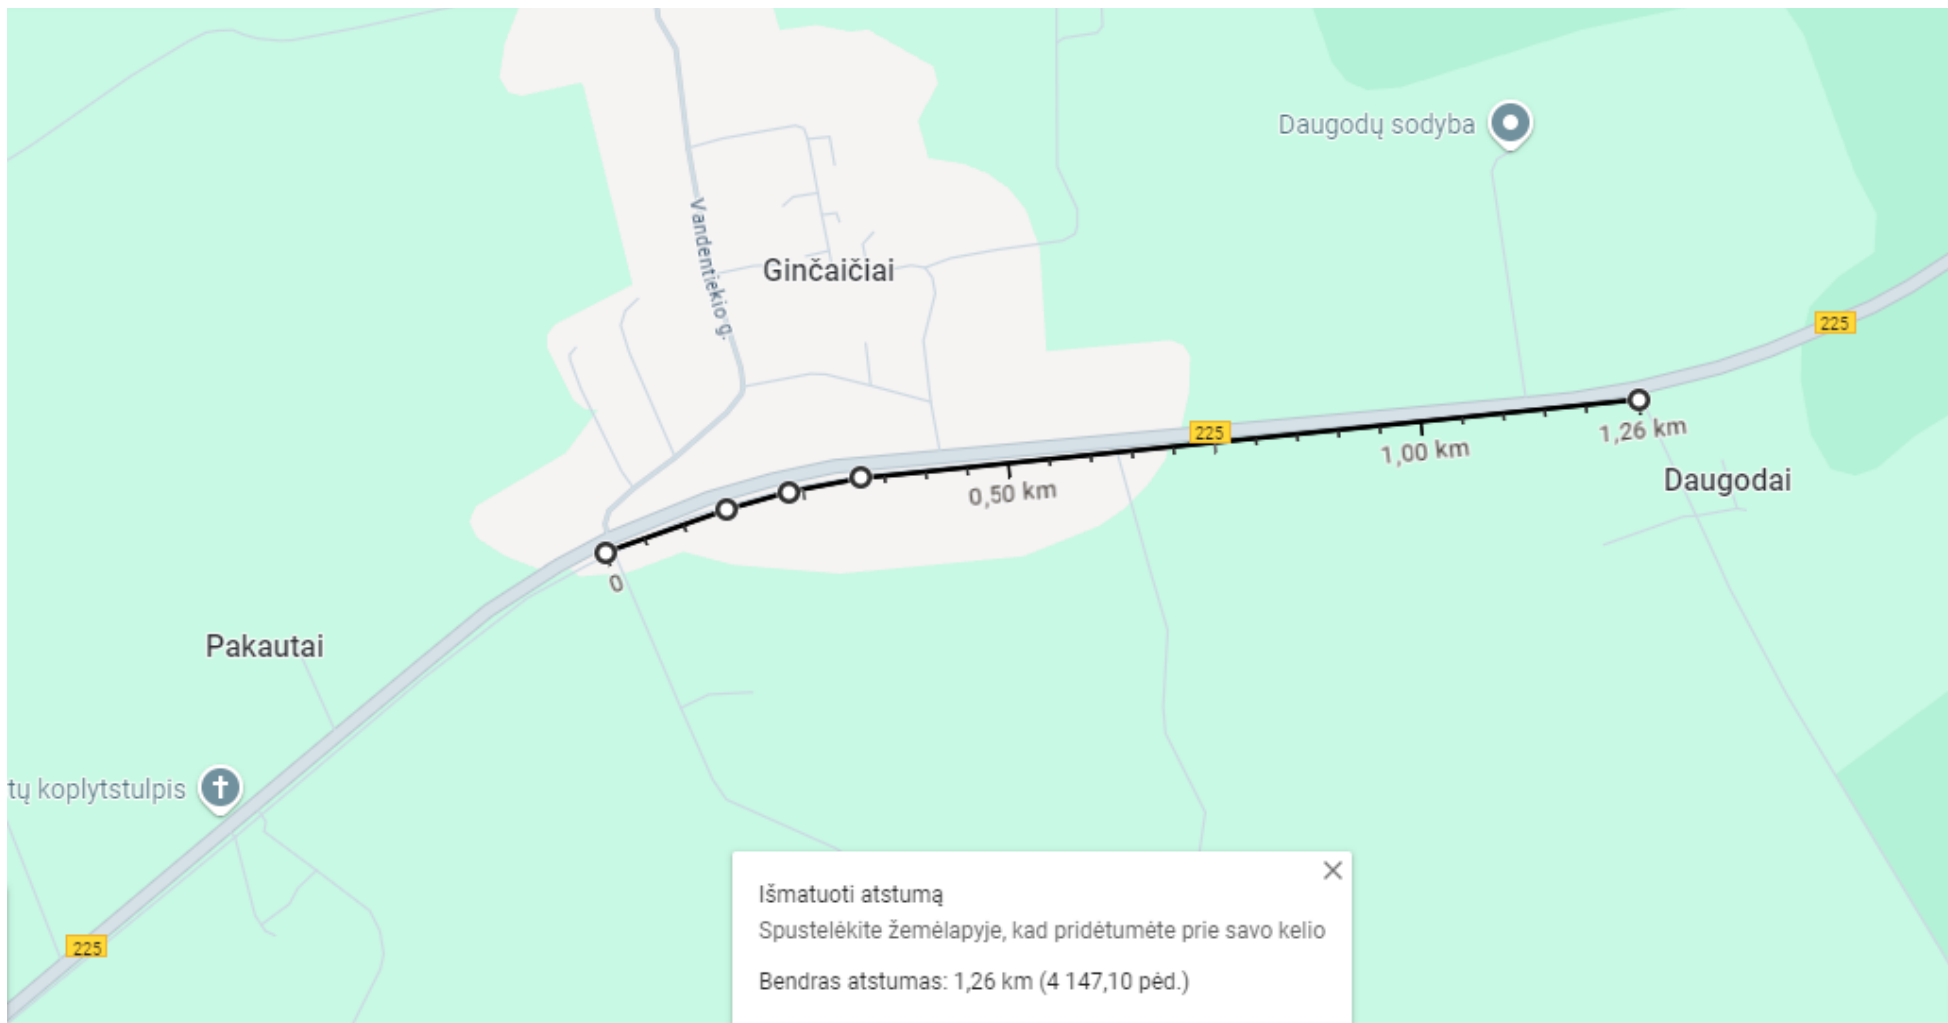 Daugodų sodyba
Vandentiekio g.
Ginčaičiai
225
225
0,50 km
1,00 km
1,26 km
Daugodai
0
Pakautai
tų koplytstulpis
225
Išmatuoti atstumą
Spustelėkite žemėlapyje, kad pridėtumėte prie savo kelio
Bendras atstumas: 1,26 km (4 147,10 pėd.)